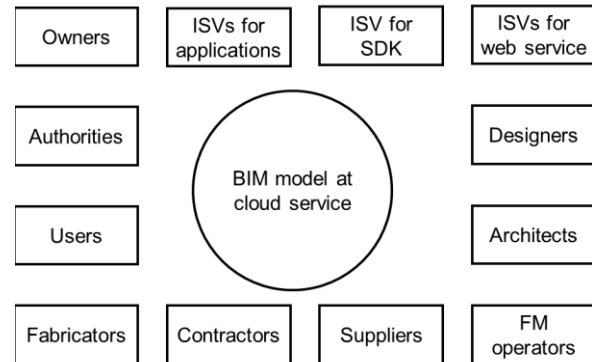 Owners
ISVs for
applications
ISV for
SDK
ISVs for
web service
Authorities
BIM model at
cloud service
Designers
Users
Architects
Fabricators
Contractors
Suppliers
FM
operators